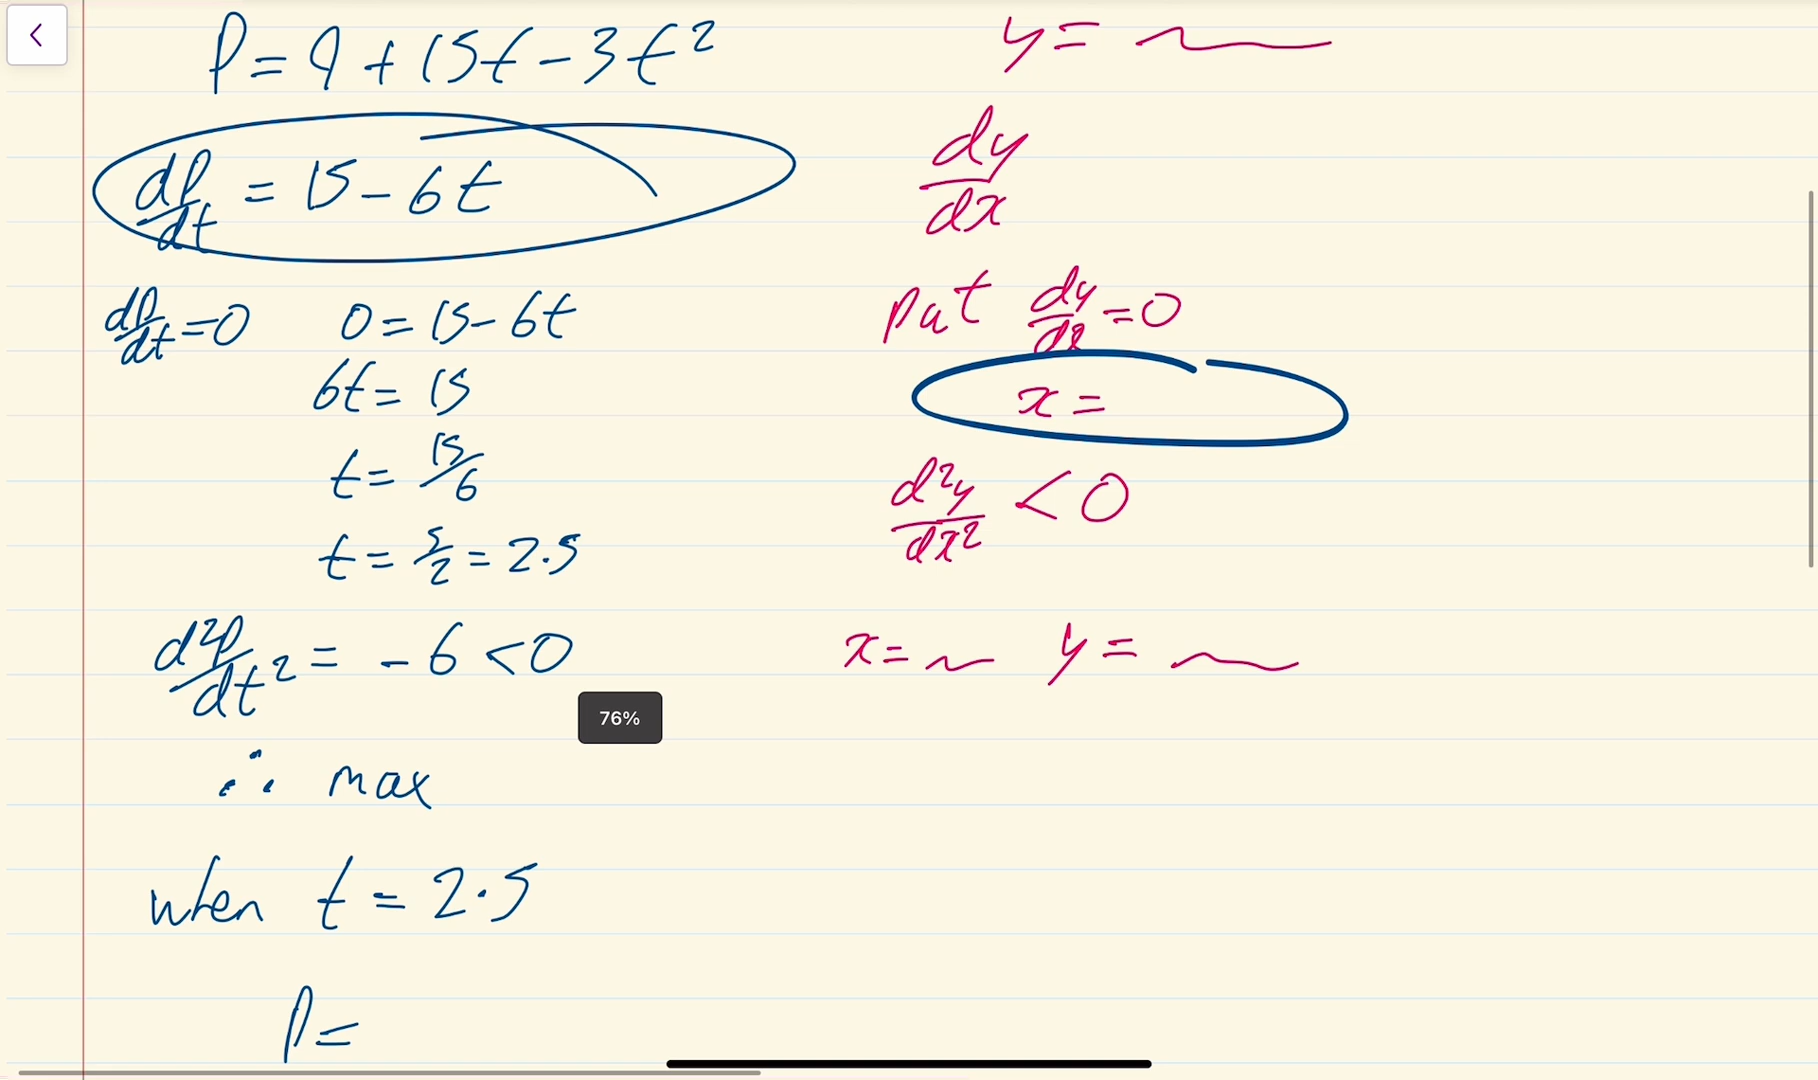 P = 9 + 15t - 3t²
dP/dt = 15 - 6t
dP/dt = 0    0 = 15 - 6t
6t = 15
t = 15/6
t = 5/2 = 2.5
d²P/dt² = -6 < 0
∴ max
when t = 2.5
P =
y =
dy/dx
put dy/dx = 0
x =
d²y/dx² < 0
x =    y =
76%